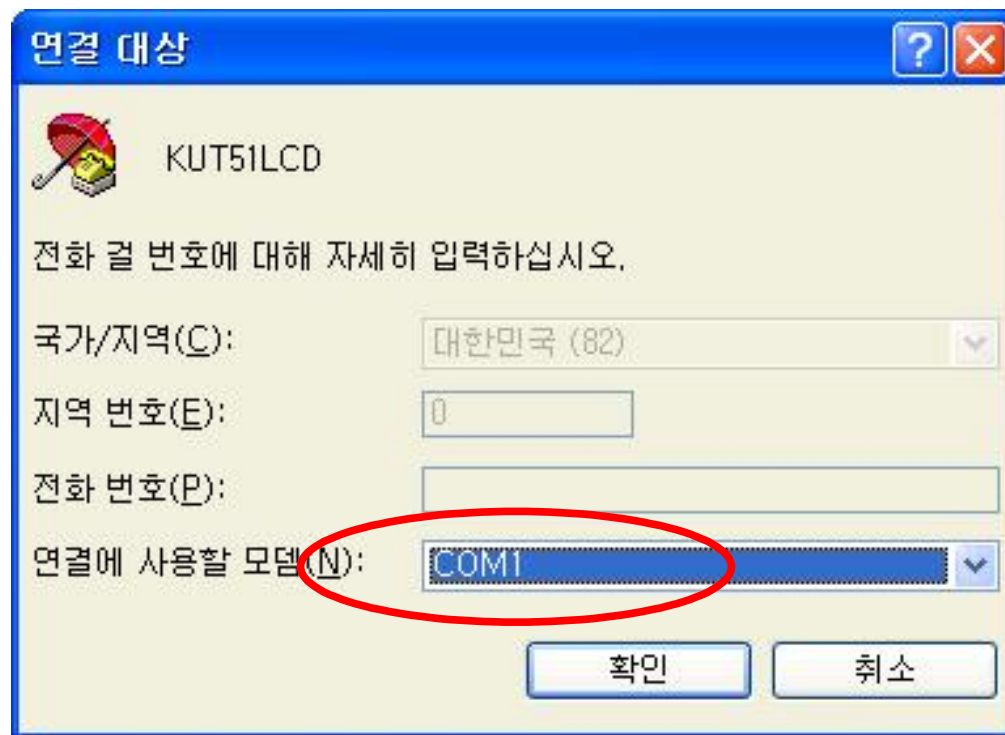 연결 대상
KUT51LCD
전화 걸 번호에 대해 자세히 입력하십시오.
국가/지역(C): 대한민국 (82)
지역 번호(E): 0
전화 번호(P):
연결에 사용할 모뎀(N): COM1
확인 취소